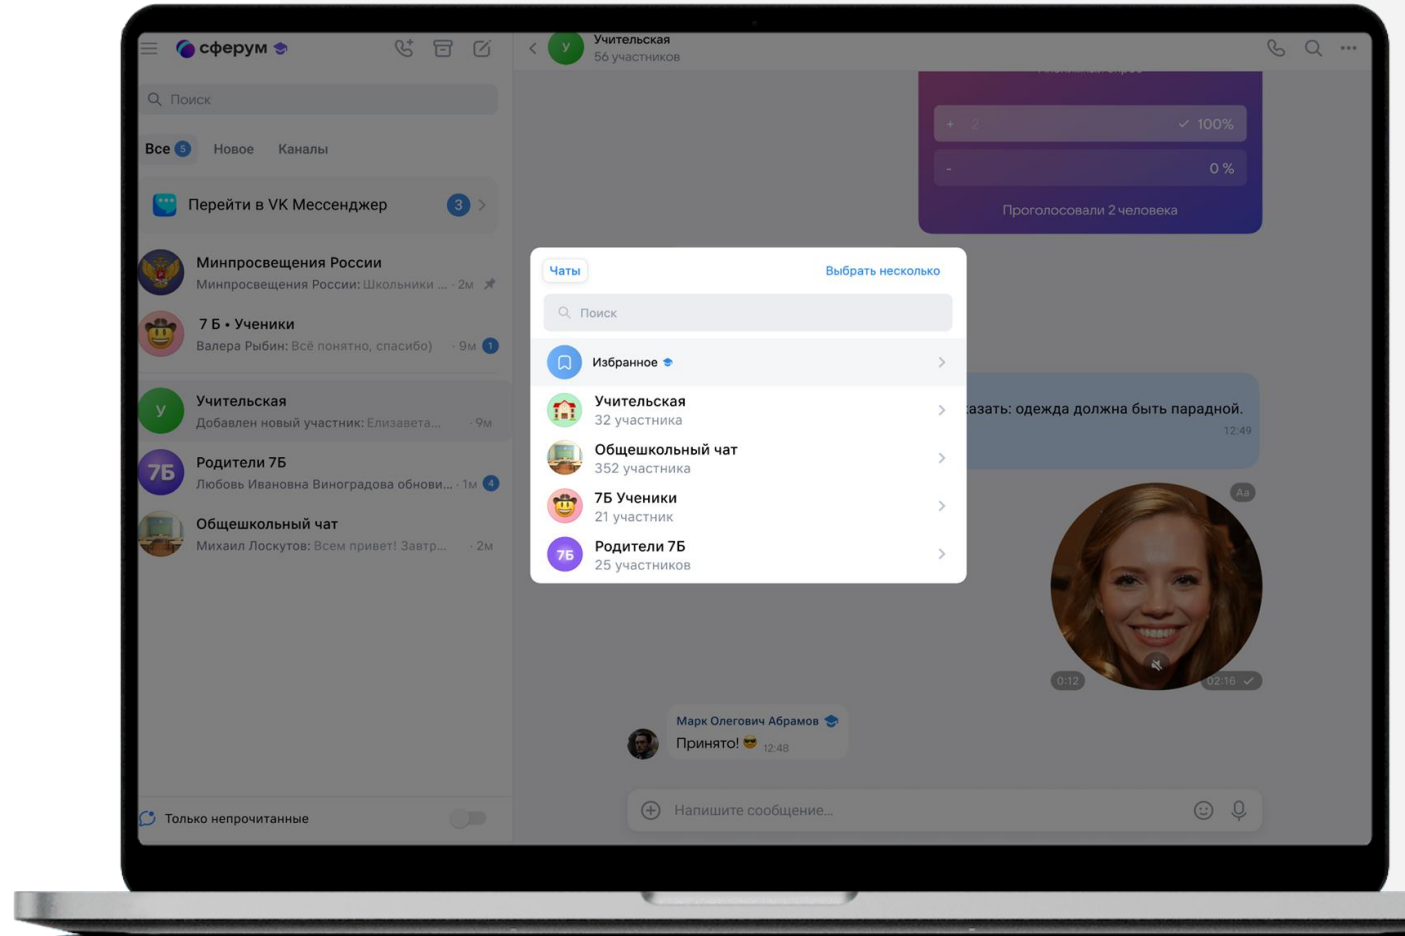 сферум
Поиск
Все 5
Новое
Каналы
Перейти в VK Мессенджер
3
Минпросвещения России
Минпросвещения России: Школьники ... · 2м
7 Б • Ученики
Валера Рыбин: Всё понятно, спасибо) · 9м 1
У
Учительская
Добавлен новый участник: Елизавета... · 9м
7Б
Родители 7Б
Любовь Ивановна Виноградова обнови... · 1м 4
Общешкольный чат
Михаил Лоскутов: Всем привет! Завтр... · 2м
Только непрочитанные
У
Учительская
56 участников
+ 2
100%
-
0 %
Проголосовали 2 человека
Чаты
Выбрать несколько
Поиск
Избранное
Учительская
32 участника
Общешкольный чат
352 участника
7Б Ученики
21 участник
7Б
Родители 7Б
25 участников
азать: одежда должна быть парадной.
12:49
Aa
0:12
02:16
Марк Олегович Абрамов
Принято! 😎 12:48
Напишите сообщение...